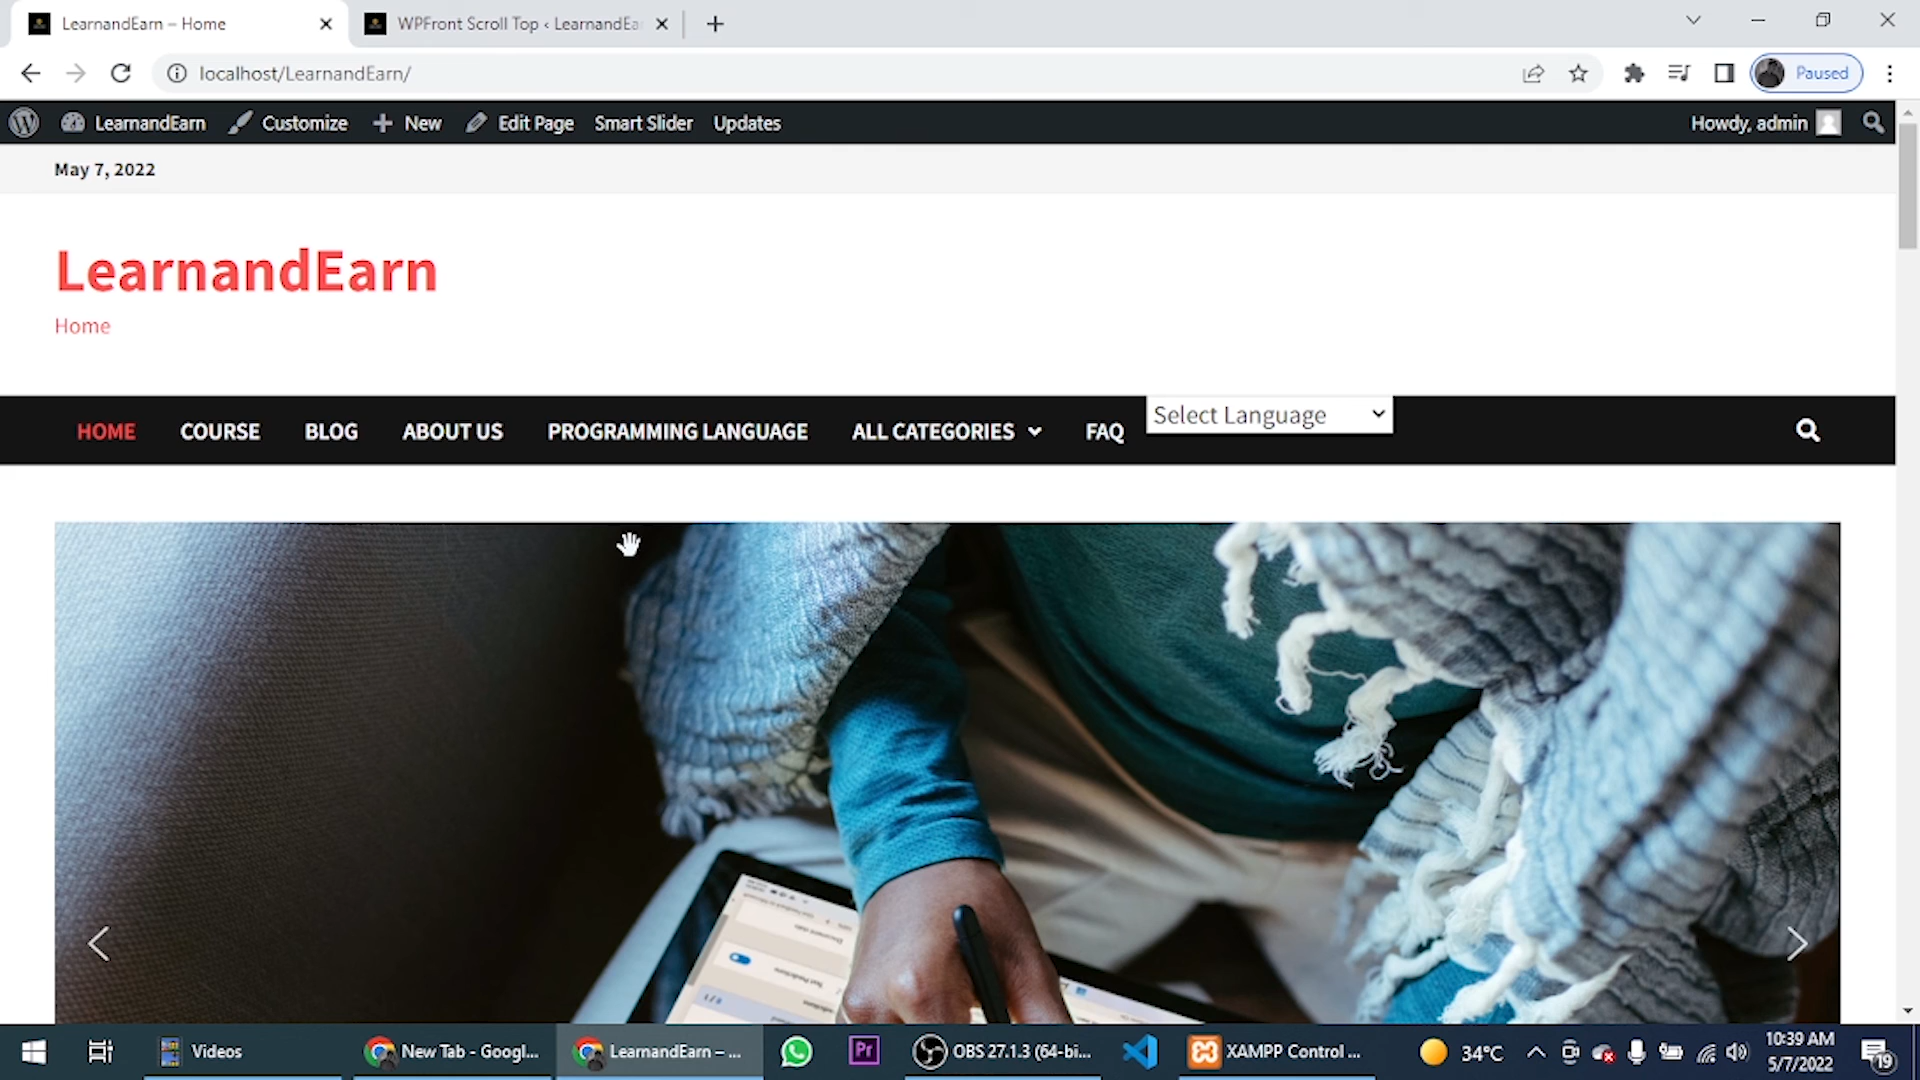 LearnandEarn – Home
WPFront Scroll Top ‹ LearnandEar
localhost/LearnandEarn/
Paused
LearnandEarn
Customize
New
Edit Page
Smart Slider
Updates
Howdy, admin
May 7, 2022
LearnandEarn
Home
HOME
COURSE
BLOG
ABOUT US
PROGRAMMING LANGUAGE
ALL CATEGORIES
FAQ
Select Language
Videos
New Tab - Googl...
LearnandEarn – ...
Pr
OBS 27.1.3 (64-bi...
XAMPP Control ...
34°C
10:39 AM
5/7/2022
19